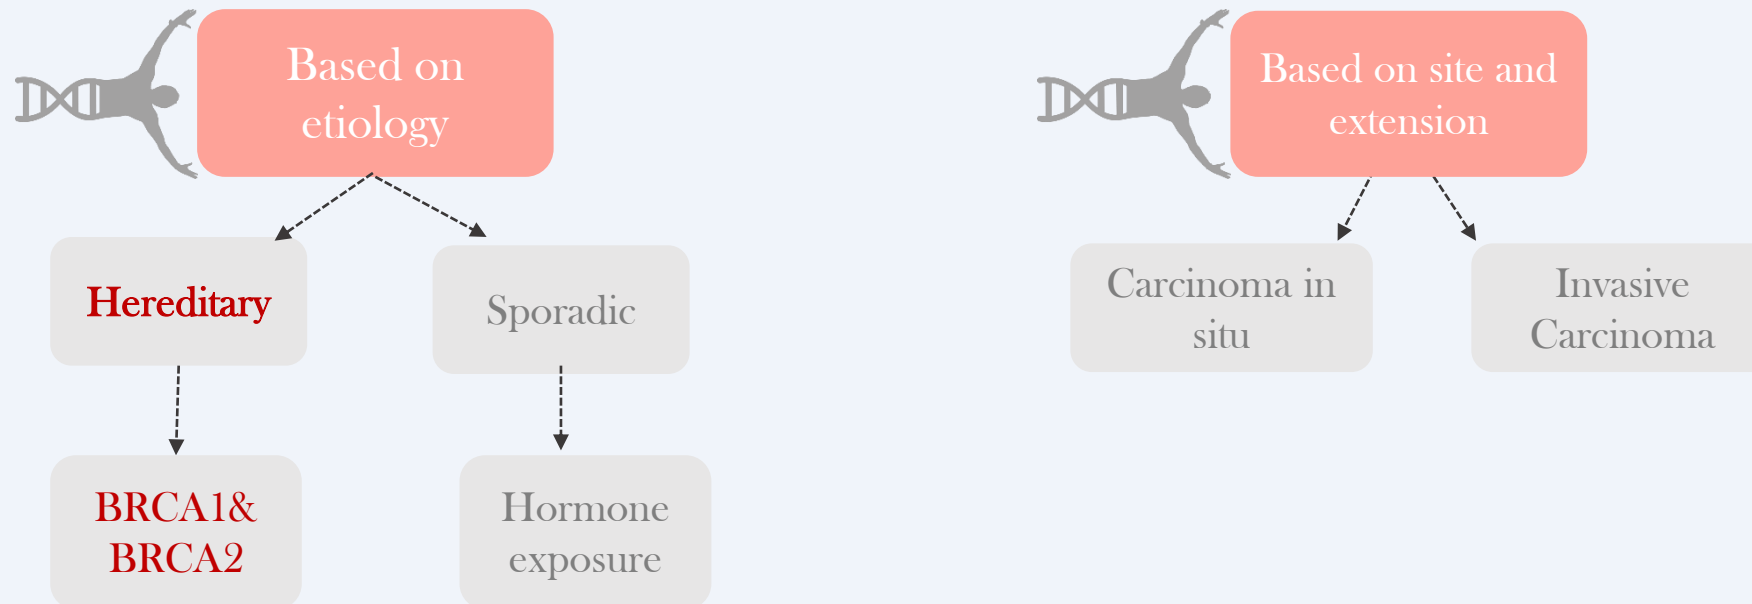 Based on
etiology
Hereditary
Sporadic
BRCA1&
BRCA2
Hormone
exposure
Based on site and
extension
Carcinoma in
situ
Invasive
Carcinoma